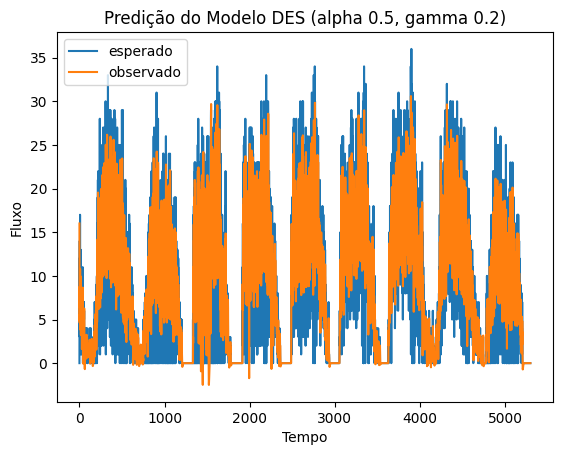 Predição do Modelo DES (alpha 0.5, gamma 0.2)
esperado
observado
35
30
25
20
15
10
5
0
Fluxo
0 1000 2000 3000 4000 5000
Tempo